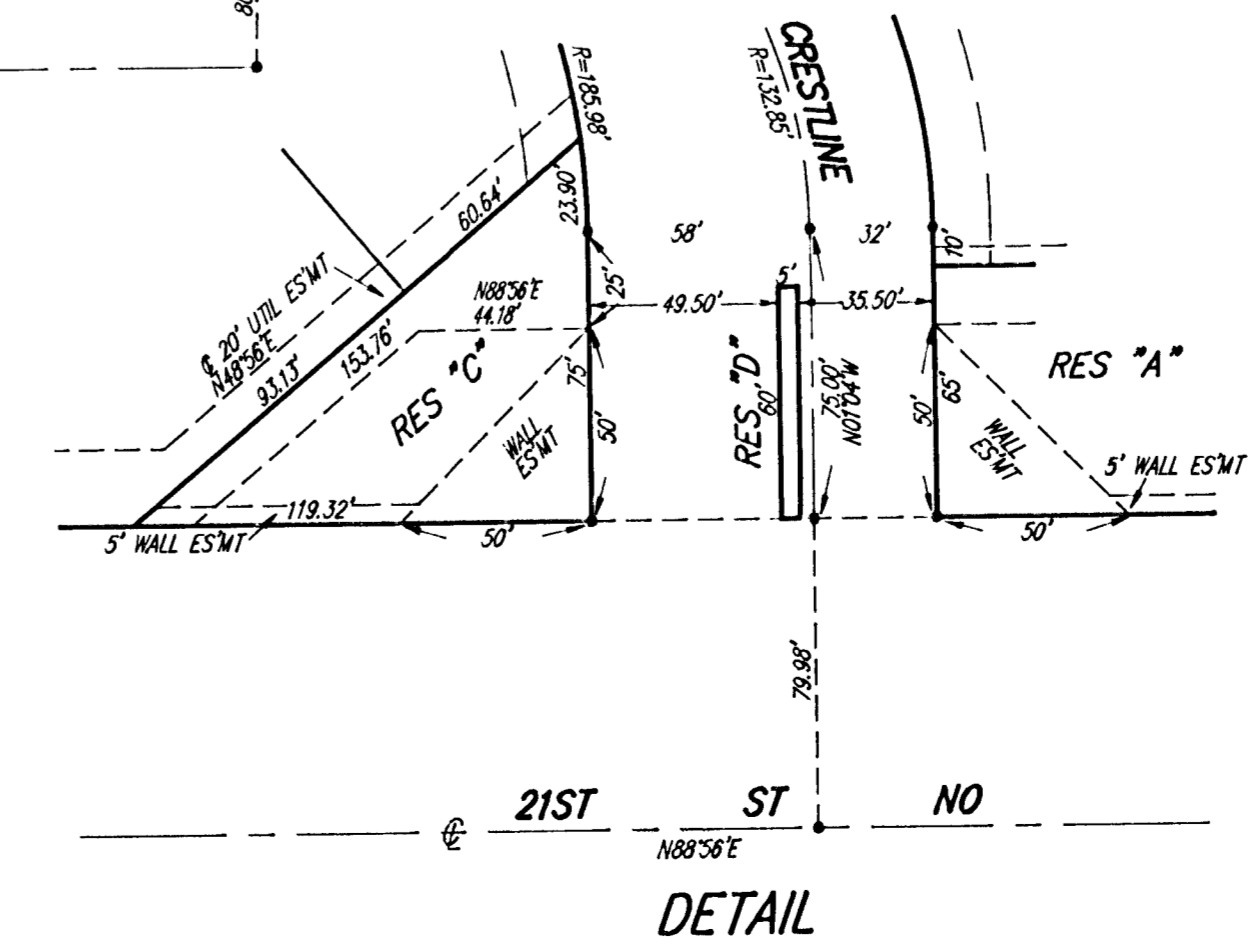 R=185.98'
CRESTLINE
R=132.85'
60.64'
23.90'
58'
32'
10'
℄ 20' UTIL ES'MT
N48°56'E
93.13'
153.76'
N88°56'E
44.18'
25'
5'
49.50'
35.50'
RES "C"
75'
50'
WALL
ES'MT
RES "D"
60'
75.00'
N01°04'W
50'
65'
RES "A"
WALL
ES'MT
5' WALL ES'MT
119.32'
5' WALL ES'MT
50'
50'
79.98'
21ST ST NO
℄
N88°56'E
DETAIL